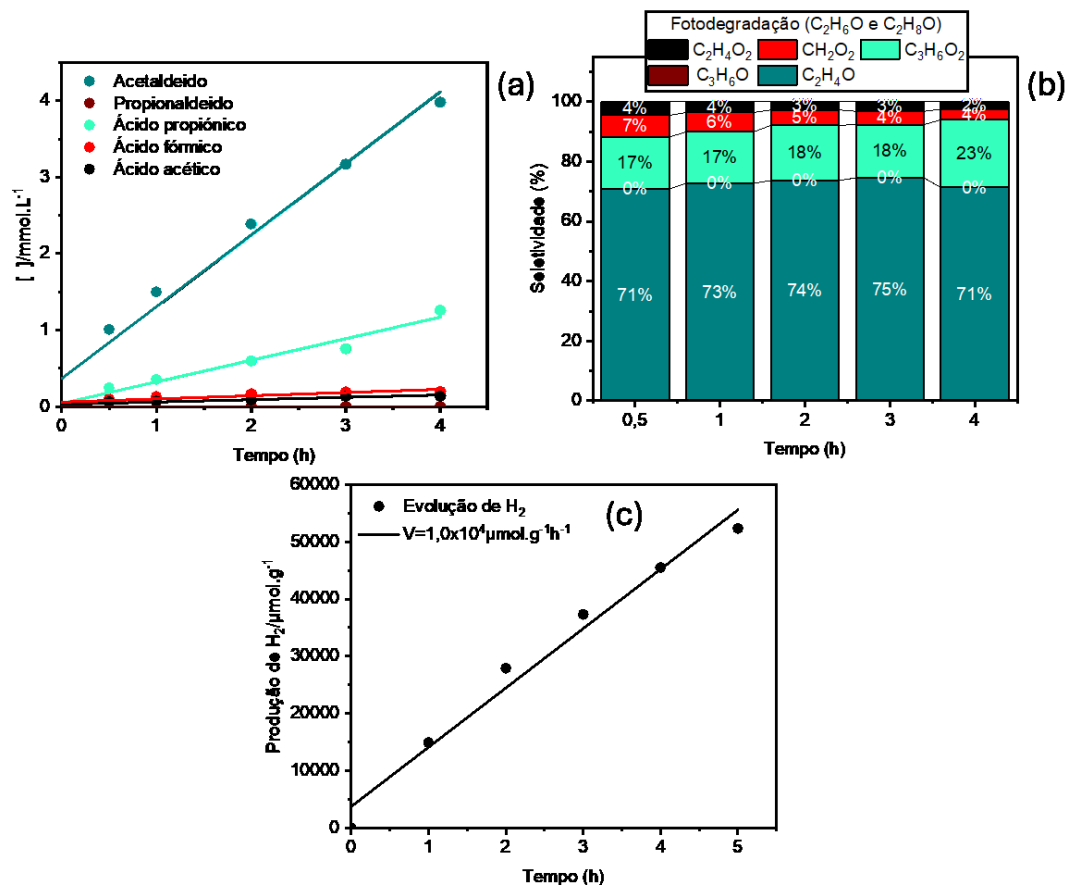 (a)
Acetaldeído
Propionaldeído
Ácido propiónico
Ácido fórmico
Ácido acético
[ ]/mmol.L⁻¹
4
3
2
1
0
0 1 2 3 4
Tempo (h)
Fotodegradação (C₂H₆O e C₂H₈O)
C₂H₄O₂ CH₂O₂ C₃H₆O₂
C₃H₆O C₂H₄O
(b)
Seletividade (%)
100
80
60
40
20
0
4% 4% 3% 3% 2%
7% 6% 5% 4% 4%
17% 17% 18% 18% 23%
0% 0% 0% 0% 0%
71% 73% 74% 75% 71%
0,5 1 2 3 4
Tempo (h)
(c)
Evolução de H₂
V=1,0x10⁴µmol.g⁻¹h⁻¹
Produção de H₂/µmol.g⁻¹
60000
50000
40000
30000
20000
10000
0
0 1 2 3 4 5
Tempo (h)